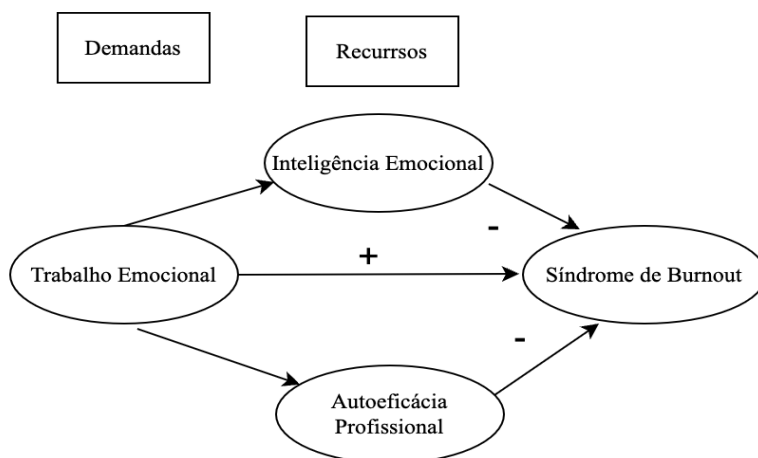 Demandas
Recurrsos
Inteligência Emocional
-
+
Trabalho Emocional
Síndrome de Burnout
-
Autoeficácia
Profissional